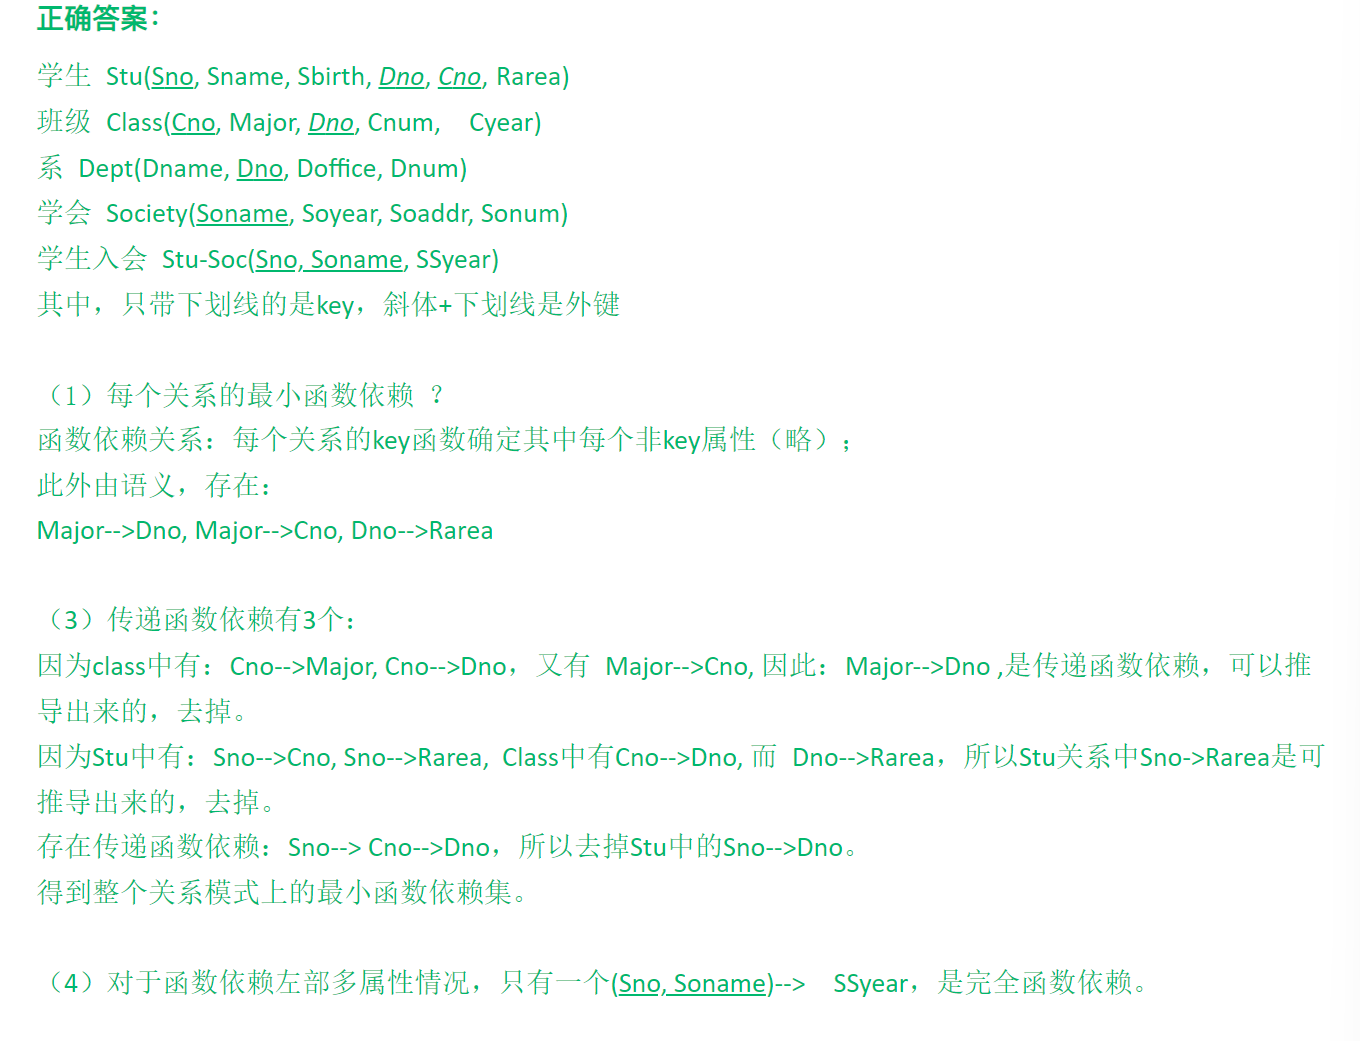 正确答案：
学生 Stu(Sno, Sname, Sbirth, Dno, Cno, Rarea)
班级 Class(Cno, Major, Dno, Cnum, Cyear)
系 Dept(Dname, Dno, Doffice, Dnum)
学会 Society(Soname, Soyear, Soaddr, Sonum)
学生入会 Stu-Soc(Sno, Soname, SSyear)
其中，只带下划线的是key，斜体+下划线是外键
（1）每个关系的最小函数依赖 ？
函数依赖关系：每个关系的key函数确定其中每个非key属性（略）；
此外由语义，存在：
Major-->Dno, Major-->Cno, Dno-->Rarea
（3）传递函数依赖有3个：
因为class中有：Cno-->Major, Cno-->Dno，又有 Major-->Cno, 因此：Major-->Dno ,是传递函数依赖，可以推
导出来的，去掉。
因为Stu中有：Sno-->Cno, Sno-->Rarea, Class中有Cno-->Dno, 而 Dno-->Rarea，所以Stu关系中Sno->Rarea是可
推导出来的，去掉。
存在传递函数依赖：Sno--> Cno-->Dno，所以去掉Stu中的Sno-->Dno。
得到整个关系模式上的最小函数依赖集。
（4）对于函数依赖左部多属性情况，只有一个(Sno, Soname)--> SSyear，是完全函数依赖。